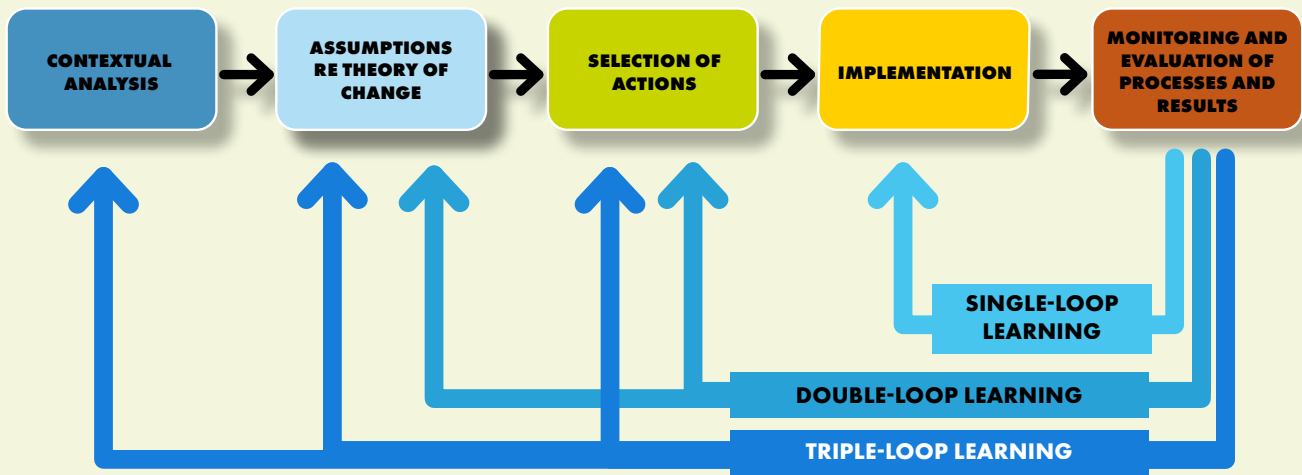 CONTEXTUAL
ANALYSIS
ASSUMPTIONS
RE THEORY OF
CHANGE
SELECTION OF
ACTIONS
IMPLEMENTATION
MONITORING AND
EVALUATION OF
PROCESSES AND
RESULTS
SINGLE-LOOP
LEARNING
DOUBLE-LOOP LEARNING
TRIPLE-LOOP LEARNING